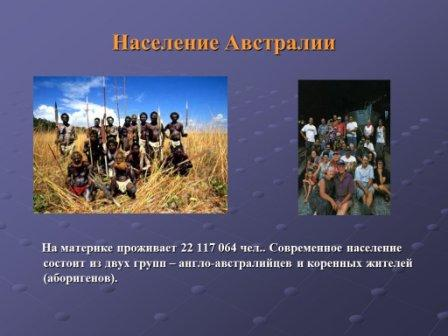 Население Австралии
На материке проживает 22 117 064 чел.. Современное население
состоит из двух групп – англо-австралийцев и коренных жителей
(аборигенов).